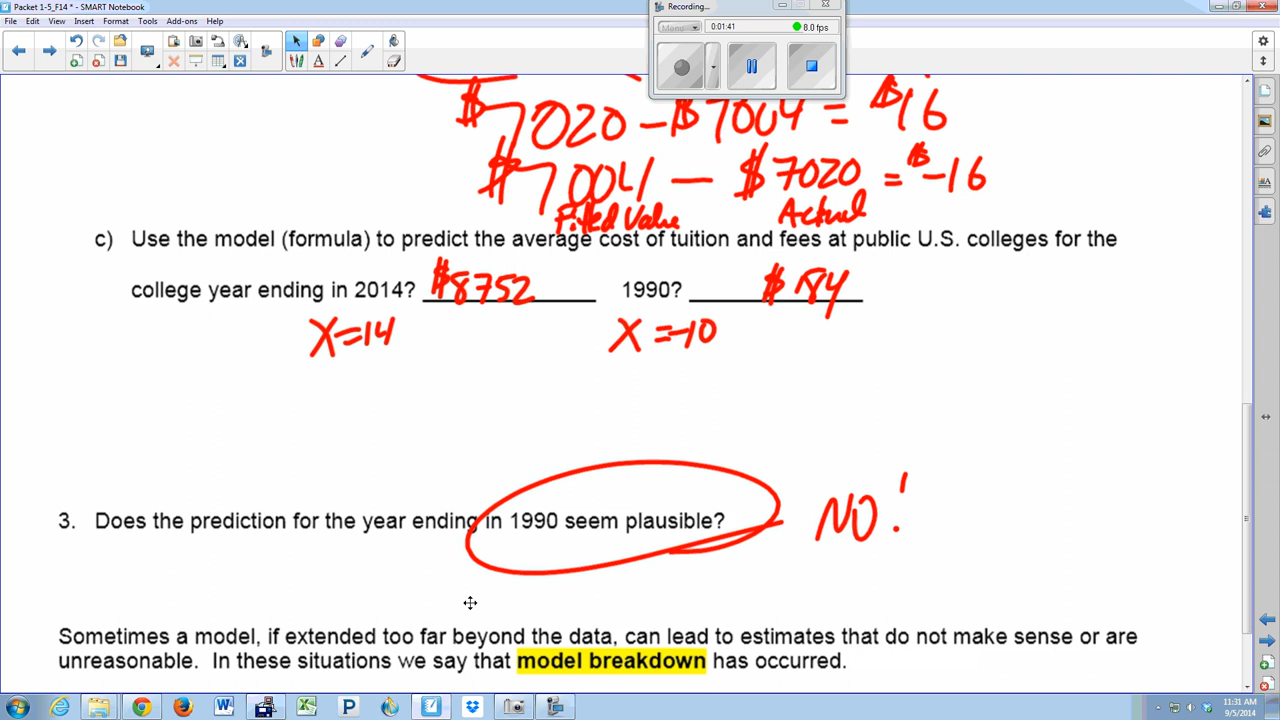 Packet 1-5_F14 * - SMART Notebook
Recording...
File Edit View Insert Format Tools Add-ons Help
Menu 0:01:41 8.0 fps
$7020 - $7004 = $16
$7004 - $7020 = $-16
Fitted Value Actual
c) Use the model (formula) to predict the average cost of tuition and fees at public U.S. colleges for the
college year ending in 2014? $8752 1990? $184
X=14 X=-10
3. Does the prediction for the year ending in 1990 seem plausible? NO!
Sometimes a model, if extended too far beyond the data, can lead to estimates that do not make sense or are
unreasonable. In these situations we say that model breakdown has occurred.
11:31 AM
9/5/2014